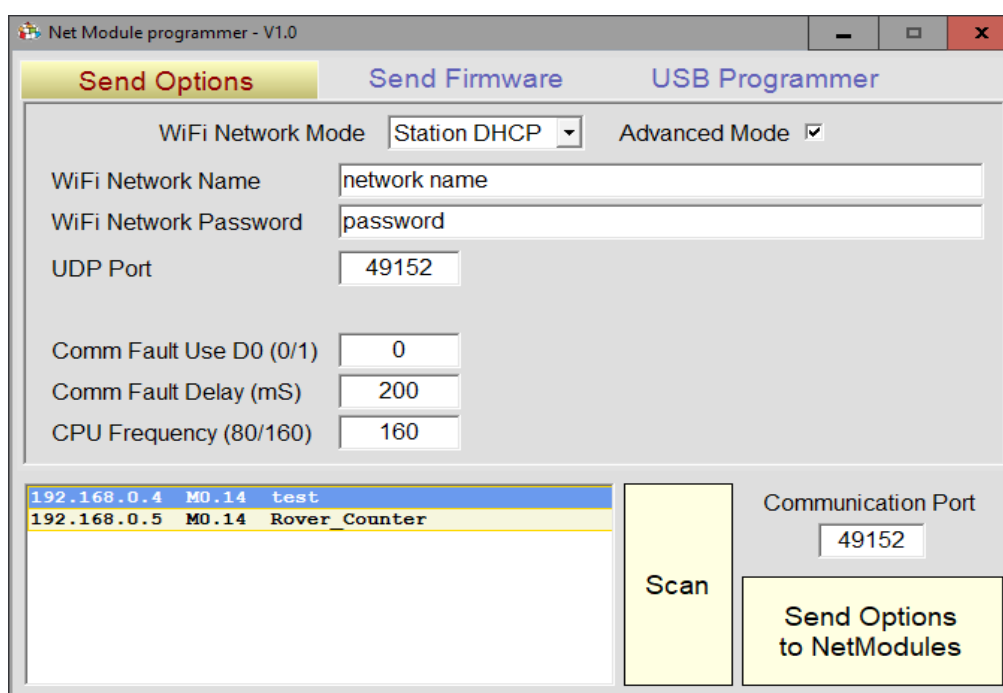 Net Module programmer - V1.0
Send Options Send Firmware USB Programmer
WiFi Network Mode Station DHCP Advanced Mode
WiFi Network Name network name
WiFi Network Password password
UDP Port 49152
Comm Fault Use D0 (0/1) 0
Comm Fault Delay (mS) 200
CPU Frequency (80/160) 160
192.168.0.4 M0.14 test
192.168.0.5 M0.14 Rover_Counter
Scan
Communication Port
49152
Send Options
to NetModules